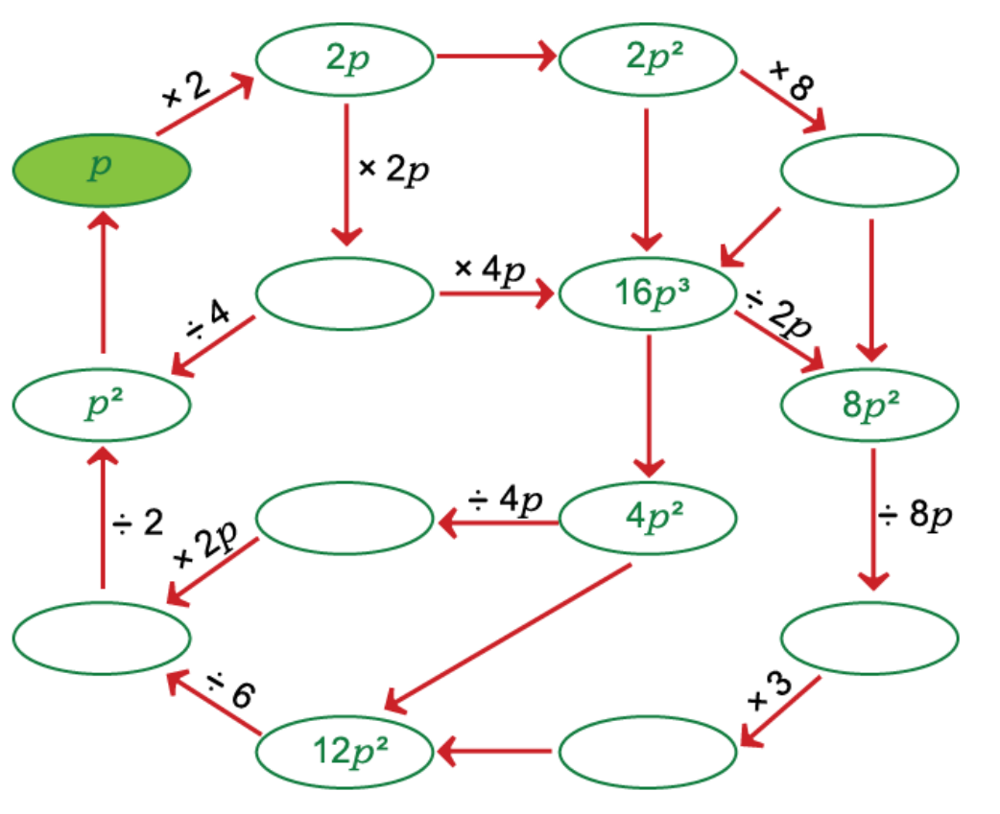 2p
2p²
× 2
× 8
p
× 2p
× 4p
16p³
÷ 2p
÷ 4
p²
8p²
÷ 4p
4p²
÷ 2
× 2p
÷ 8p
÷ 6
× 3
12p²